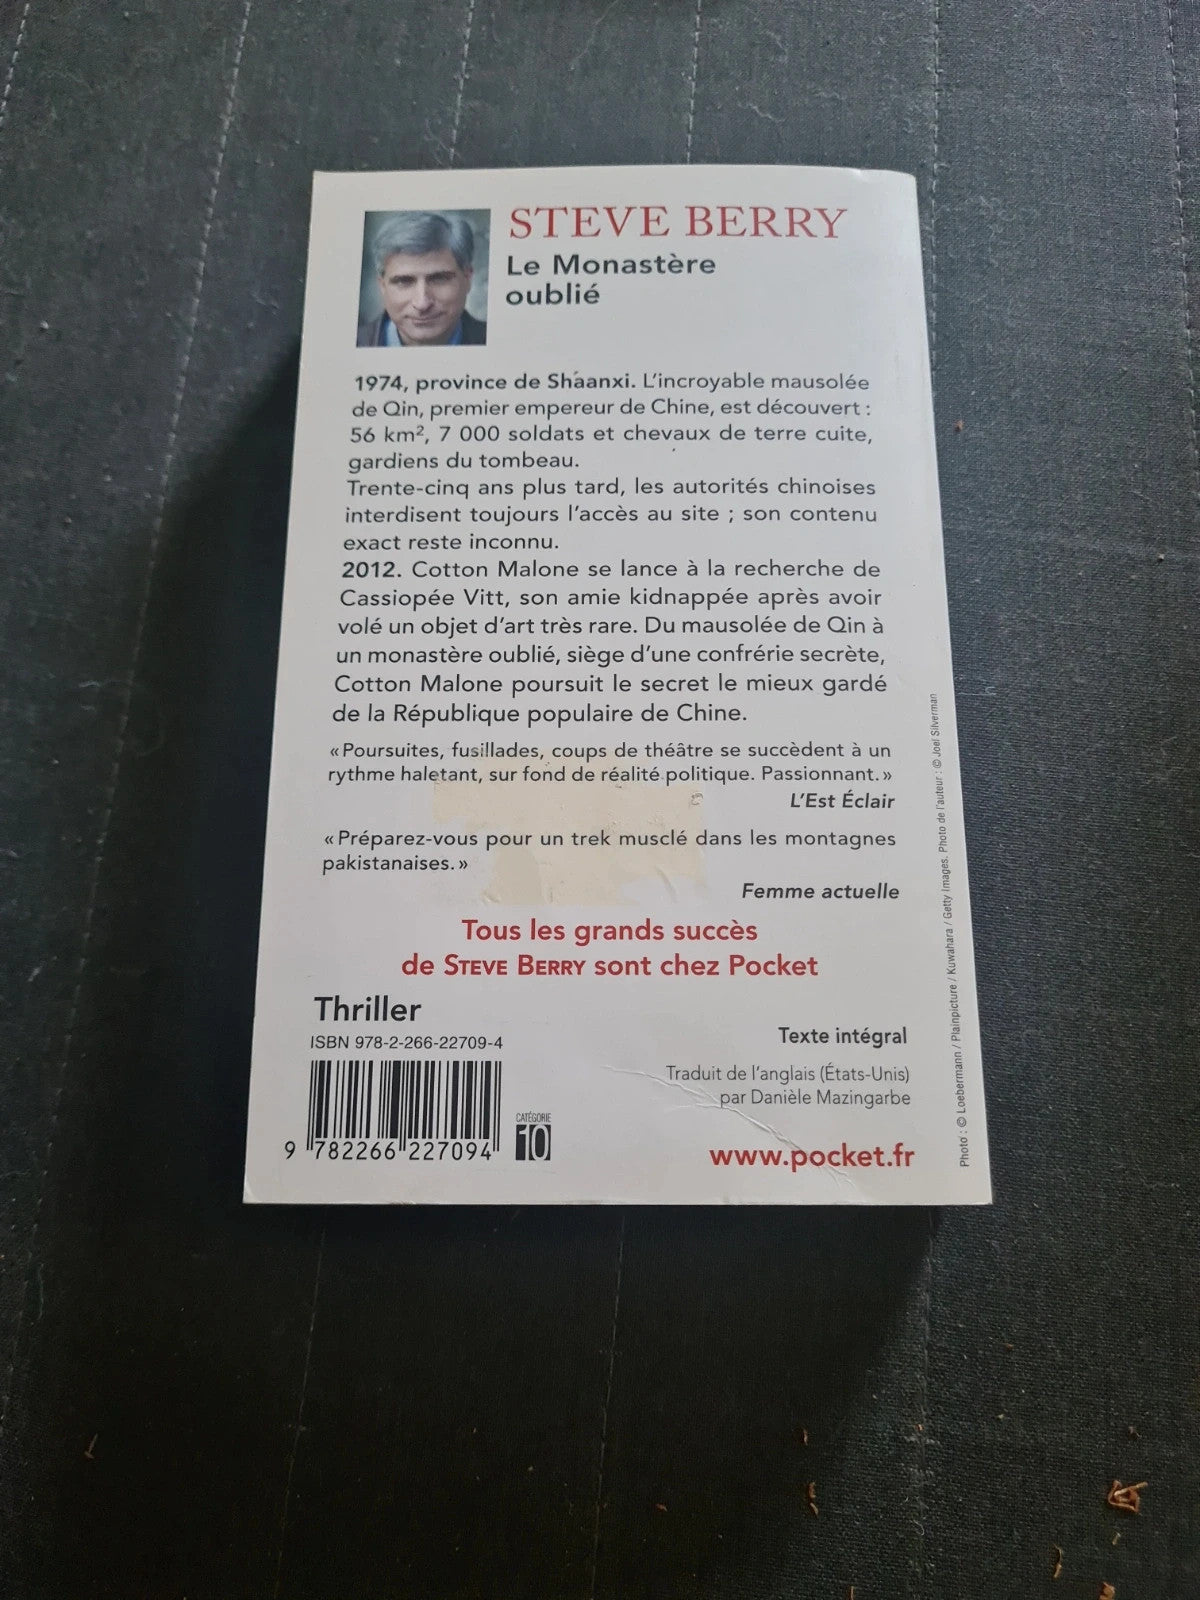 STEVE BERRY
Le Monastère
oublié
1974, province de Shaanxi. L'incroyable mausolée
de Qin, premier empereur de Chine, est découvert :
56 km², 7 000 soldats et chevaux de terre cuite,
gardiens du tombeau.
Trente-cinq ans plus tard, les autorités chinoises
interdisent toujours l'accès au site ; son contenu
exact reste inconnu.
2012. Cotton Malone se lance à la recherche de
Cassiopée Vitt, son amie kidnappée après avoir
volé un objet d'art très rare. Du mausolée de Qin à
un monastère oublié, siège d'une confrérie secrète,
Cotton Malone poursuit le secret le mieux gardé
de la République populaire de Chine.
« Poursuites, fusillades, coups de théâtre se succèdent à un
rythme haletant, sur fond de réalité politique. Passionnant. »
L'Est Éclair
« Préparez-vous pour un trek musclé dans les montagnes
pakistanaises. »
Femme actuelle
Tous les grands succès
de STEVE BERRY sont chez Pocket
Thriller
ISBN 978-2-266-22709-4
9 782266 227094
CATÉGORIE
10
Texte intégral
Traduit de l'anglais (États-Unis)
par Danièle Mazingarbe
www.pocket.fr
Photo : © Loebermann / Plainpicture / Kuwahara / Getty Images. Photo de l'auteur : © Joel Silverman